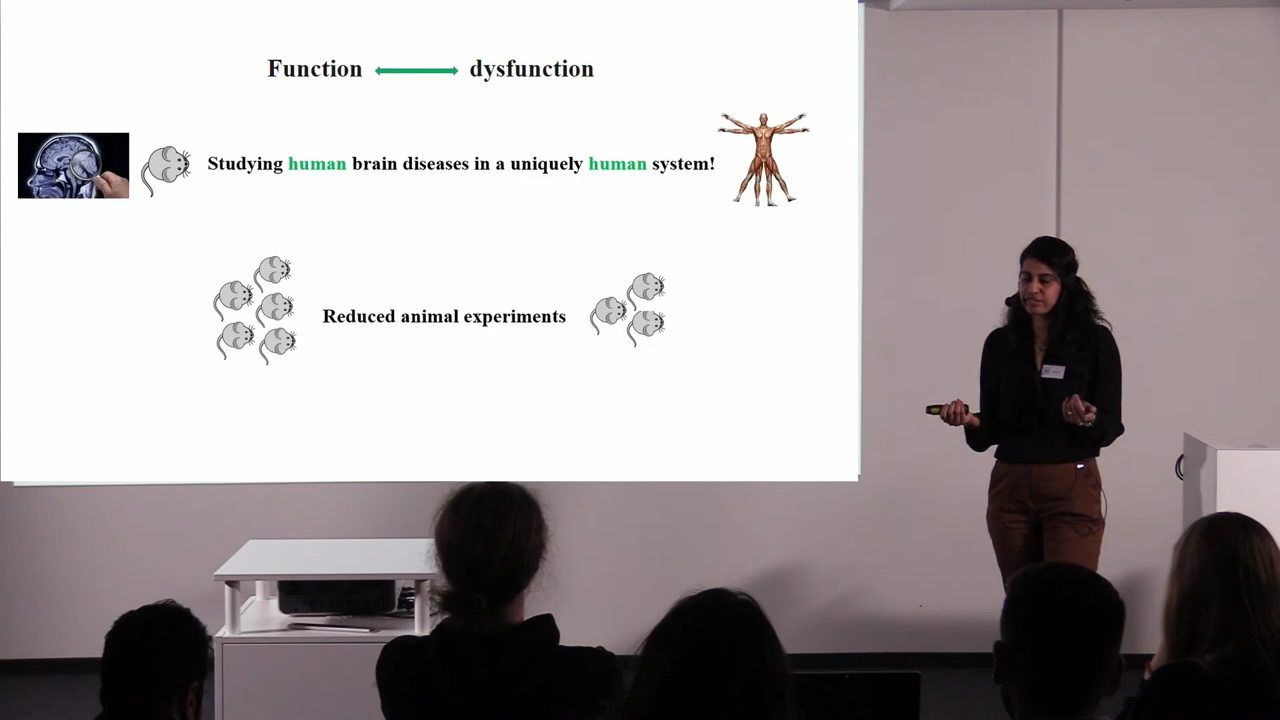 Function dysfunction
Studying human brain diseases in a uniquely human system!
Reduced animal experiments